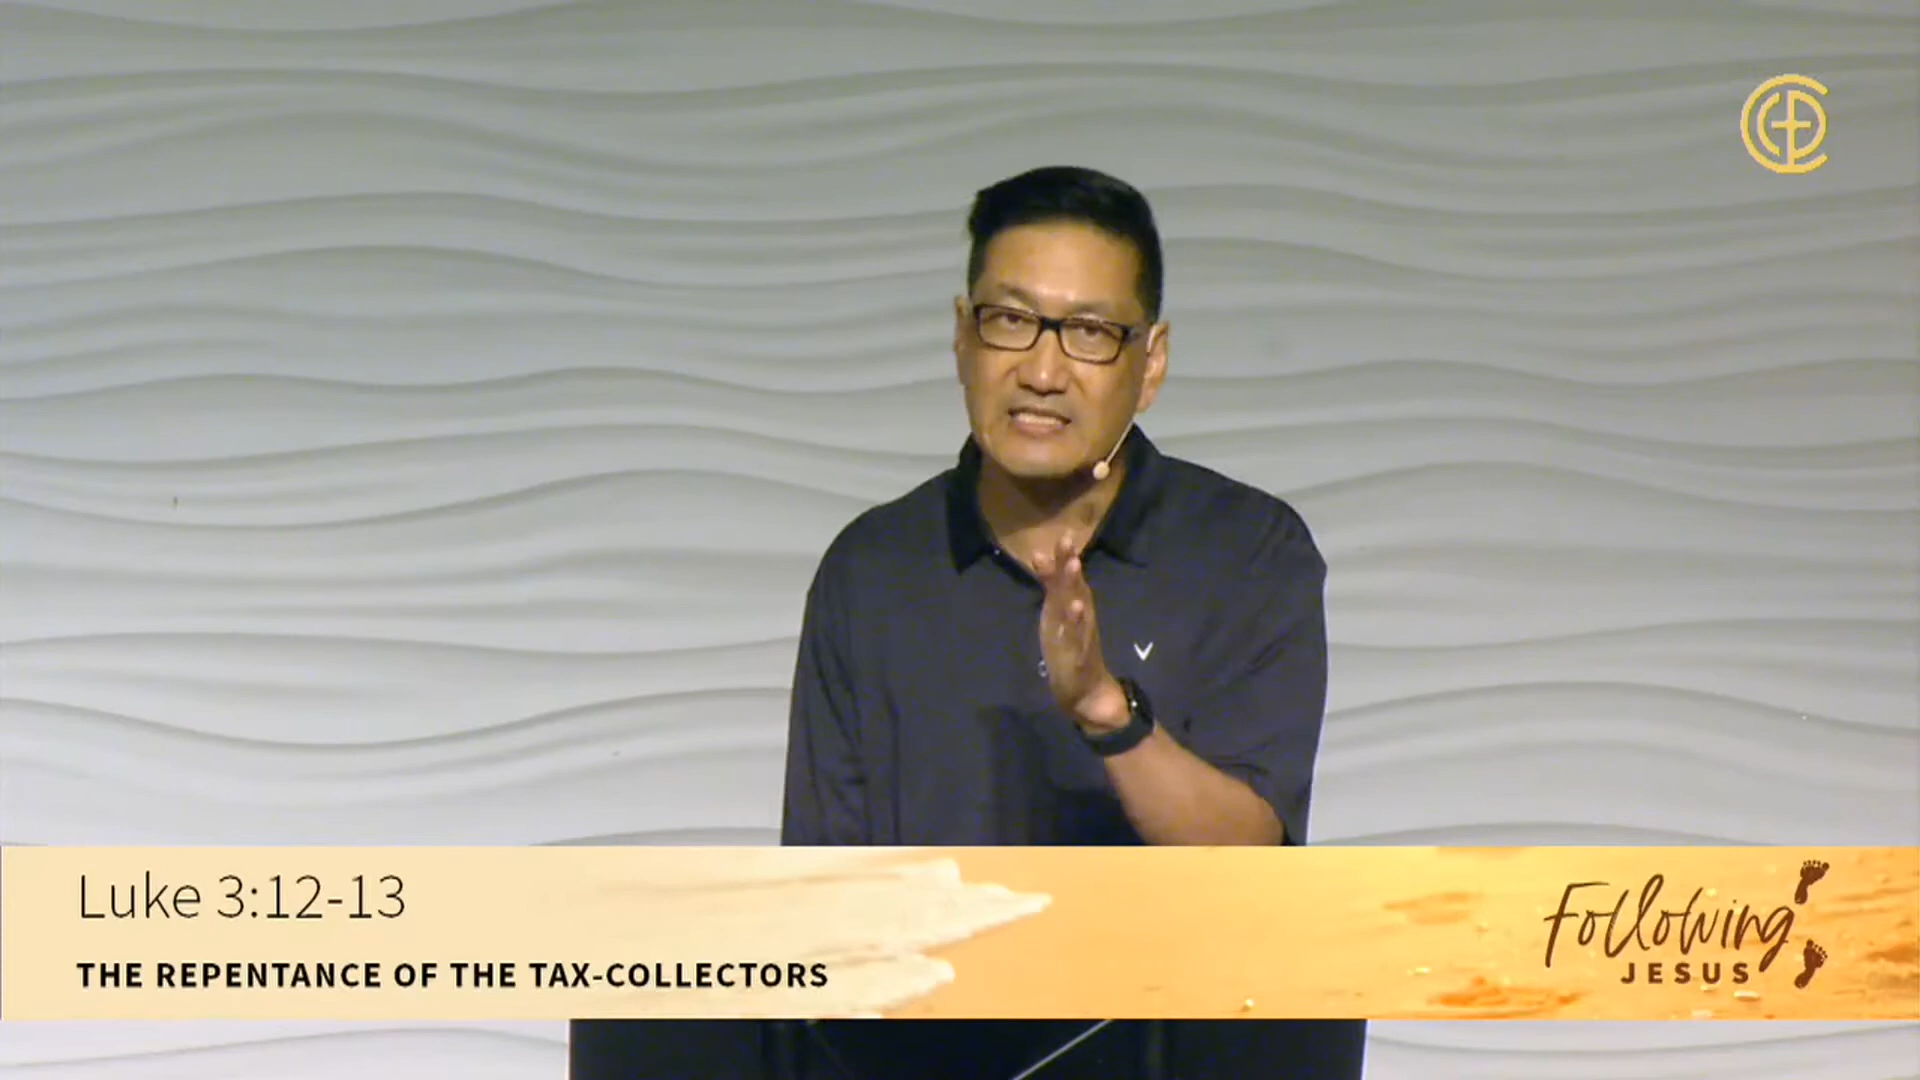 Luke 3:12-13
THE REPENTANCE OF THE TAX-COLLECTORS
Following
JESUS